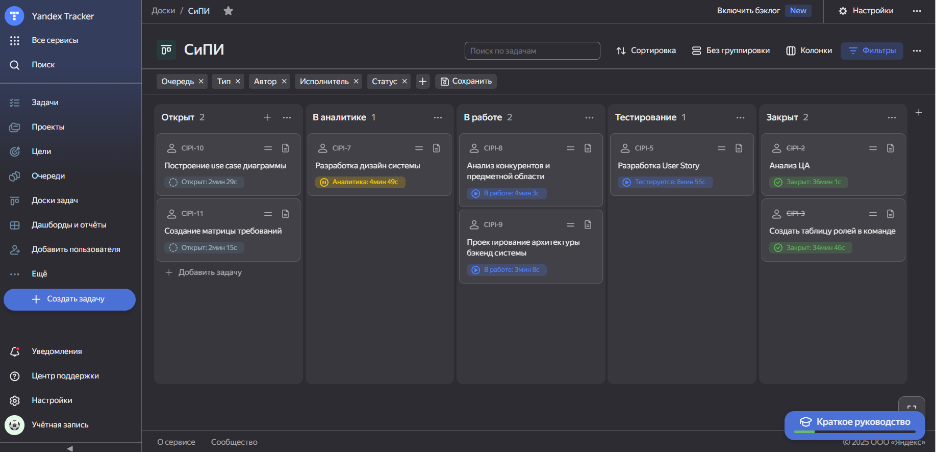 Yandex Tracker
Все сервисы
Поиск
Задачи
Проекты
Цели
Очереди
Доски задач
Дашборды и отчёты
Добавить пользователя
Ещё
Создать задачу
Уведомления
Центр поддержки
Настройки
Учётная запись
Доски / СиПИ
Включить бэклог New
Настройки
СиПИ
Поиск по задачам
Сортировка
Без группировки
Колонки
Фильтры
Очередь × Тип × Автор × Исполнитель × Статус × + Сохранить
Открыт 2
CIPI-10
Построение use case диаграммы
Открыт: 2мин 29с
CIPI-11
Создание матрицы требований
Открыт: 2мин 15с
+ Добавить задачу
В аналитике 1
CIPI-7
Разработка дизайн системы
Аналитика: 4мин 49с
В работе 2
CIPI-8
Анализ конкурентов и
предметной области
В работе: 4мин
CIPI-9
Проектирование архитектуры
бэкенд системы
В работе: 3мин
Тестирование 1
CIPI-5
Разработка User Story
Тестируется: 8мин
Закрыт 2
CIPI-2
Анализ ЦА
Закрыт: 36мин 1с
CIPI-3
Создать таблицу ролей в команде
Закрыт: 34мин 46с
Краткое руководство
О сервисе
Сообщество
© 2025 ООО «Яндекс»